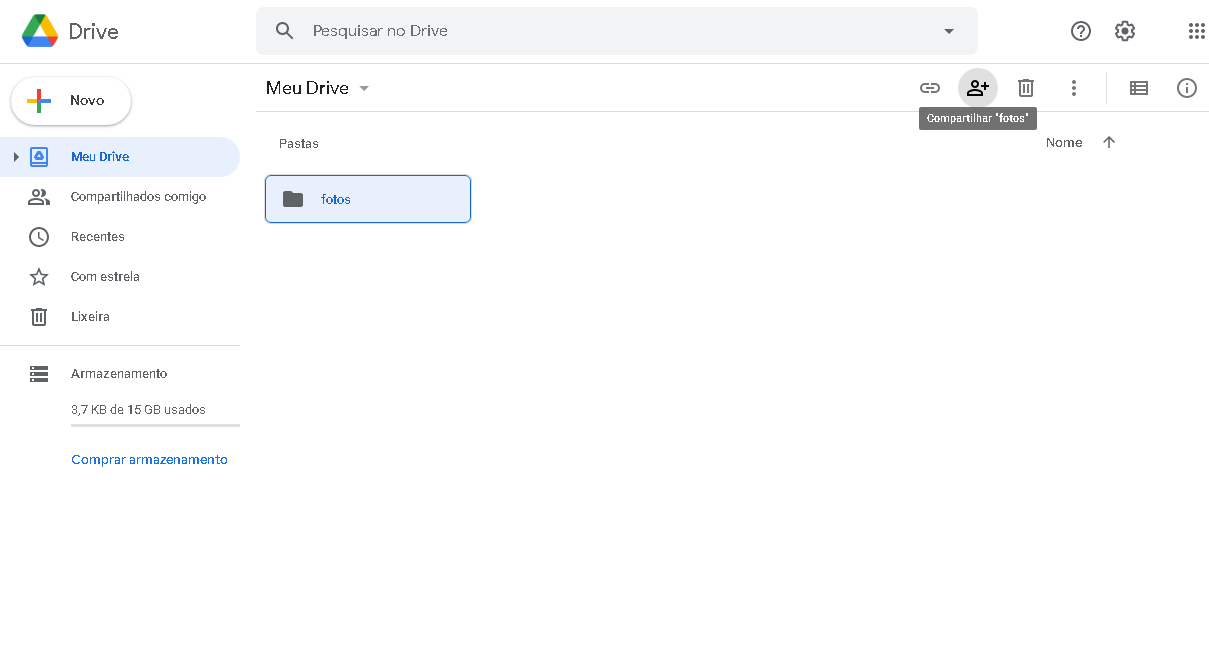 Drive
Pesquisar no Drive
Novo
Meu Drive
Compartilhar "fotos"
Pastas
Nome
Meu Drive
fotos
Compartilhados comigo
Recentes
Com estrela
Lixeira
Armazenamento
3,7 KB de 15 GB usados
Comprar armazenamento